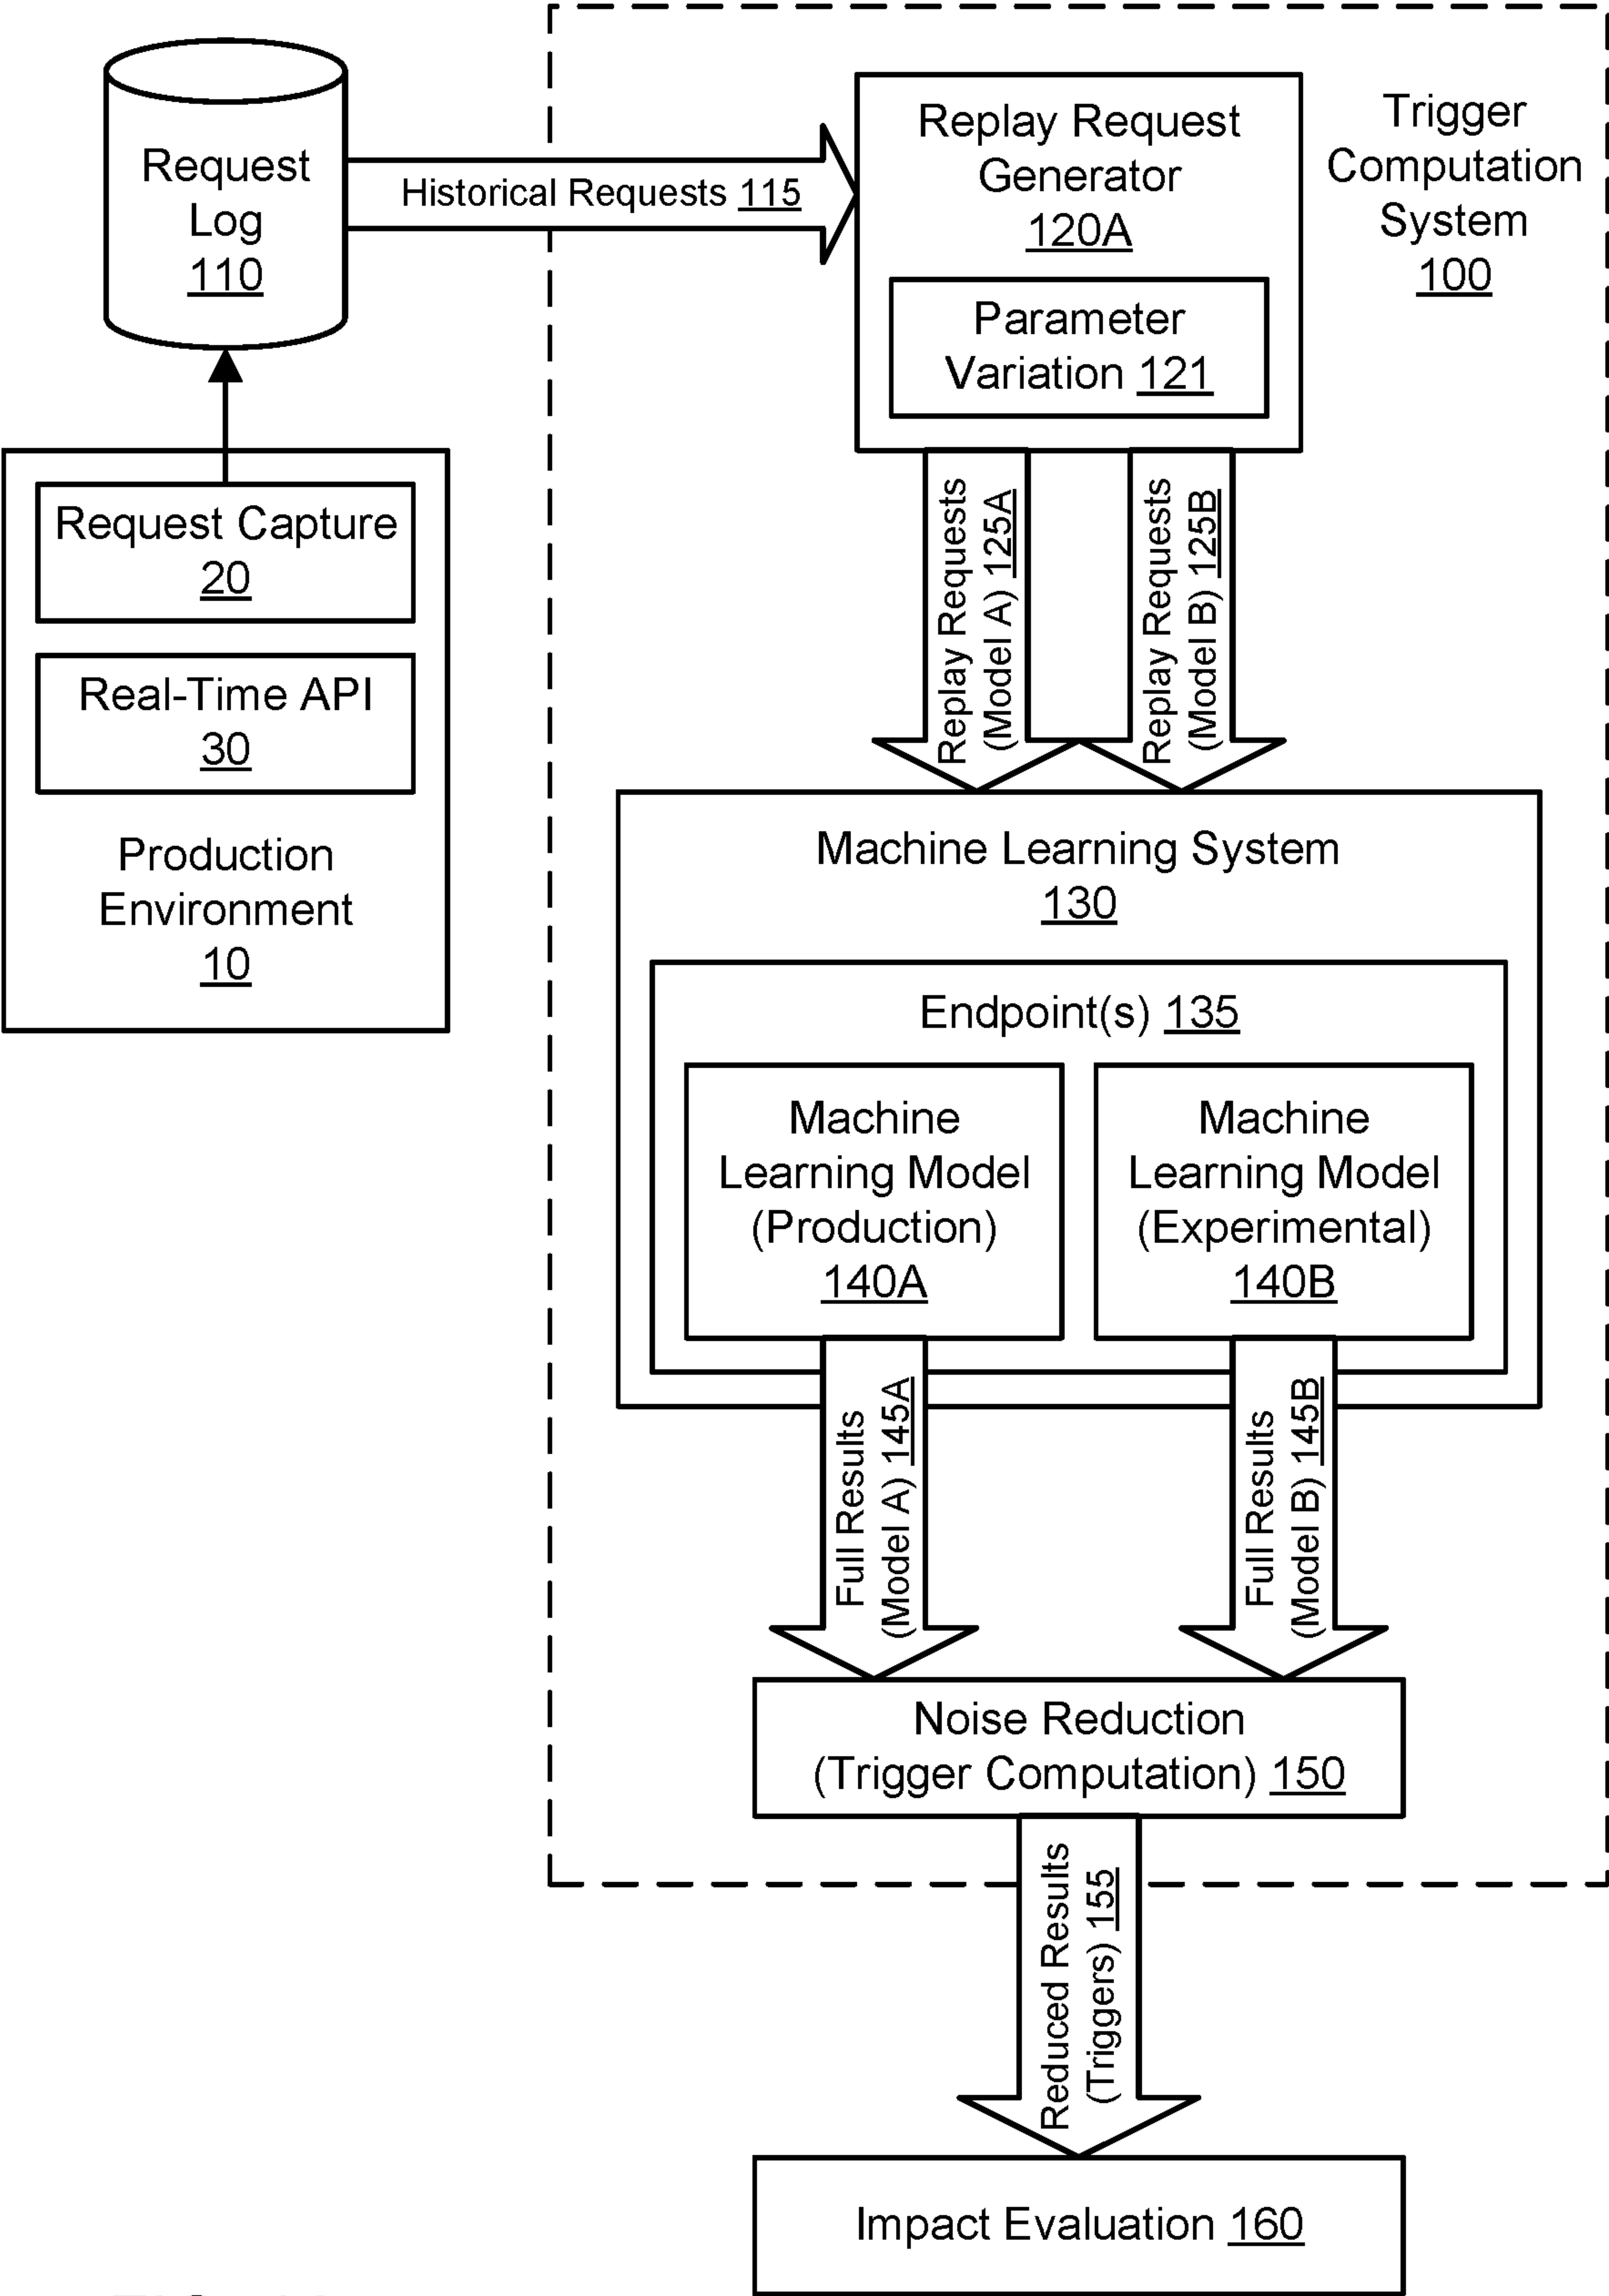 Request
Log
110
Historical Requests 115
Replay Request
Generator
120A
Parameter
Variation 121
Trigger
Computation
System
100
Request Capture
20
Real-Time API
30
Production
Environment
10
Replay Requests
(Model A) 125A
Replay Requests
(Model B) 125B
Machine Learning System
130
Endpoint(s) 135
Machine
Learning Model
(Production)
140A
Machine
Learning Model
(Experimental)
140B
Full Results
(Model A) 145A
Full Results
(Model B) 145B
Noise Reduction
(Trigger Computation) 150
Reduced Results
(Triggers) 155
Impact Evaluation 160